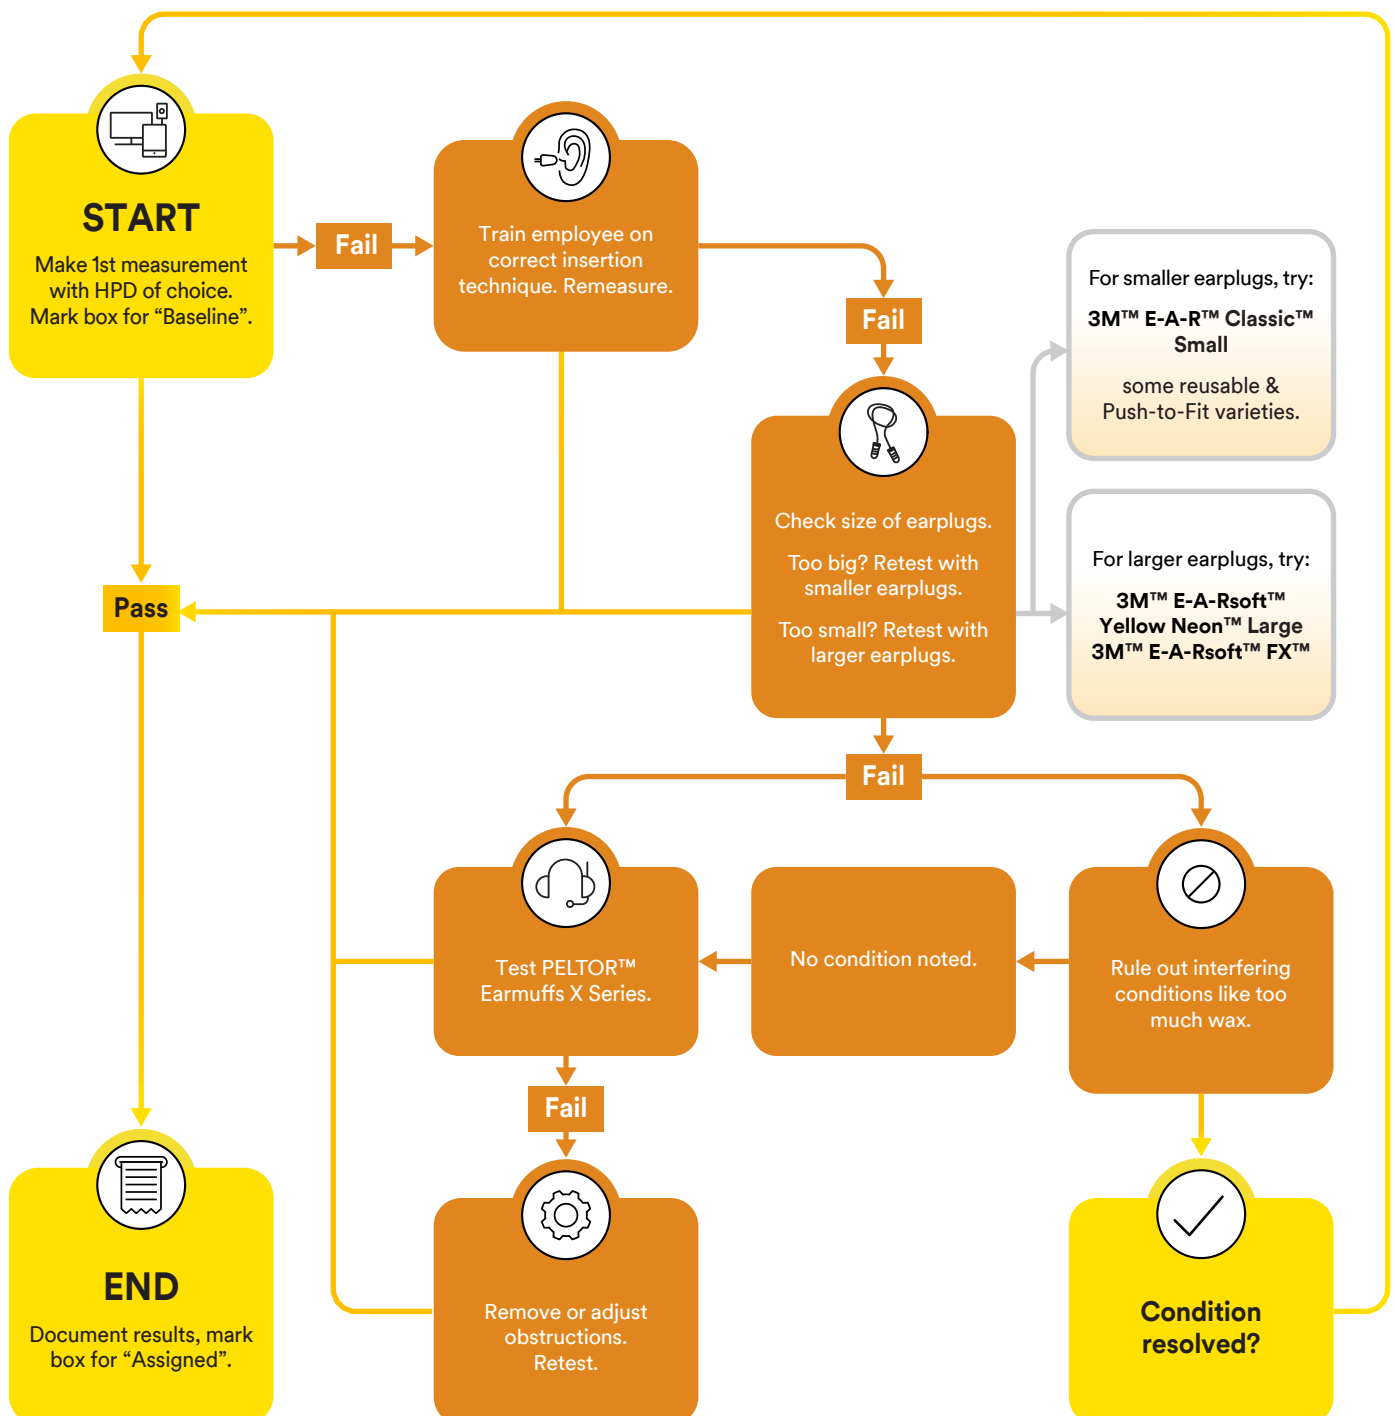 START
Make 1st measurement
with HPD of choice.
Mark box for “Baseline”.
Fail
Train employee on
correct insertion
technique. Remeasure.
Fail
For smaller earplugs, try:
3M™ E-A-R™ Classic™
Small
some reusable &
Push-to-Fit varieties.
Check size of earplugs.
Too big? Retest with
smaller earplugs.
Too small? Retest with
larger earplugs.
For larger earplugs, try:
3M™ E-A-Rsoft™
Yellow Neon™ Large
3M™ E-A-Rsoft™ FX™
Pass
Fail
Test PELTOR™
Earmuffs X Series.
No condition noted.
Rule out interfering
conditions like too
much wax.
Fail
END
Document results, mark
box for “Assigned”.
Remove or adjust
obstructions.
Retest.
Condition
resolved?